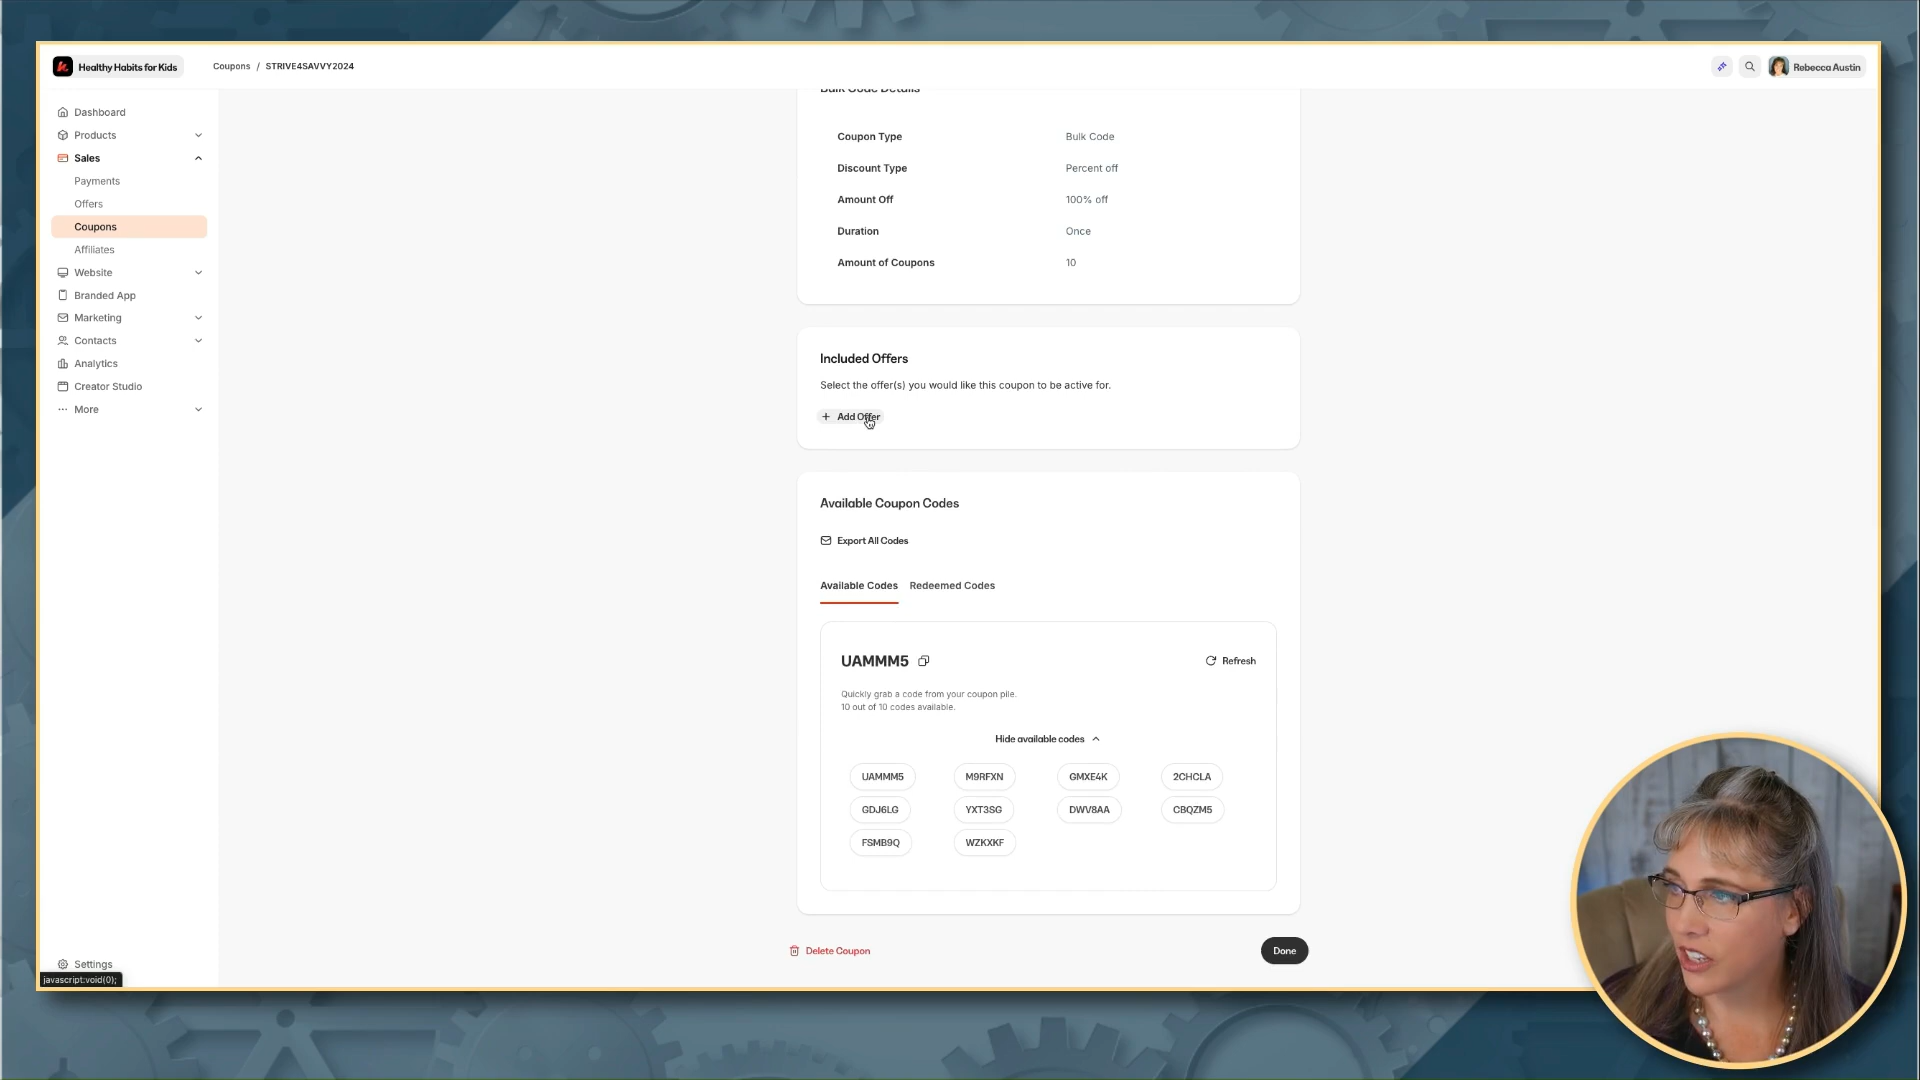 Healthy Habits for Kids
Coupons / STRIVE4SAVVY2024
Rebecca Austin
Dashboard
Products
Sales
Payments
Offers
Coupons
Affiliates
Website
Branded App
Marketing
Contacts
Analytics
Creator Studio
More
Settings
javascript:void(0);
Bulk Code Details
Coupon Type Bulk Code
Discount Type Percent off
Amount Off 100% off
Duration Once
Amount of Coupons 10
Included Offers
Select the offer(s) you would like this coupon to be active for.
+ Add Offer
Available Coupon Codes
Export All Codes
Available Codes Redeemed Codes
UAMMM5 Refresh
Quickly grab a code from your coupon pile.
10 out of 10 codes available.
Hide available codes
UAMMM5 M9RFXN GMXE4K 2CHCLA
GDJ6LG YXT3SG DWV8AA CBQZM5
FSMB9Q WZKXKF
Delete Coupon Done